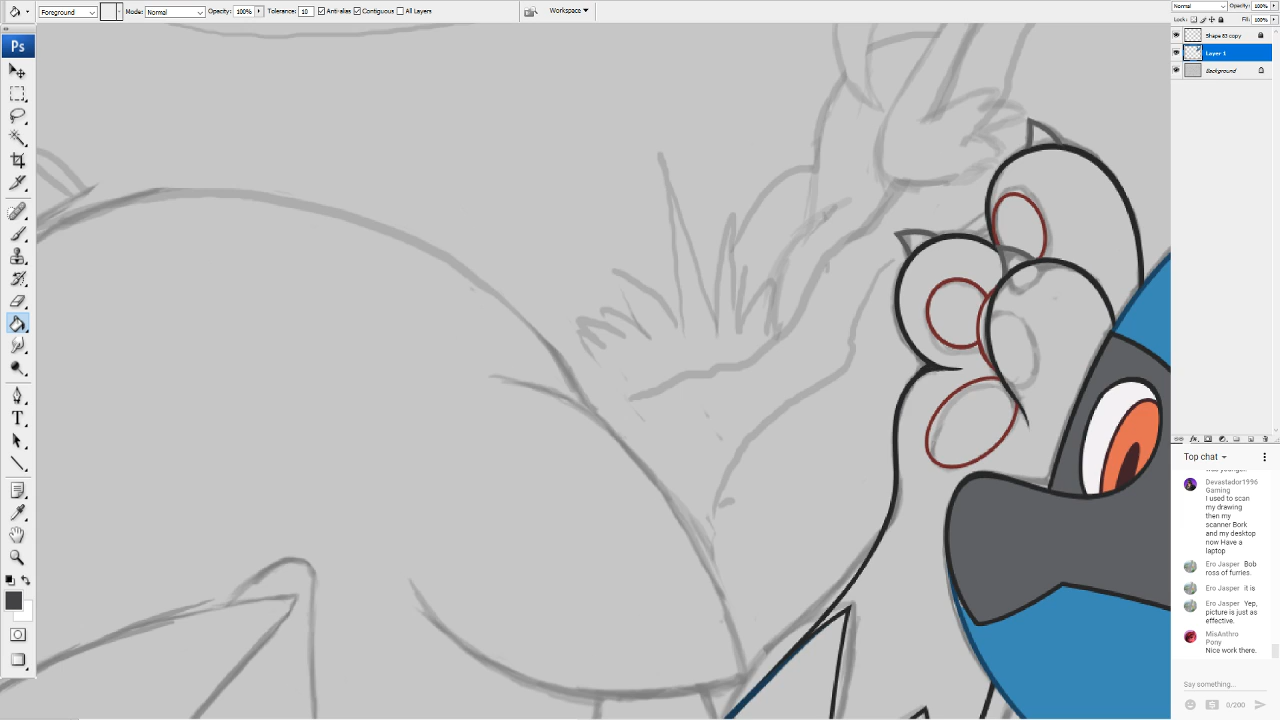 Foreground
Mode: Normal
Opacity: 100%
Tolerance: 10
Anti-alias
Contiguous
All Layers
Workspace
Ps
Normal
Opacity: 100%
Lock:
Fill: 100%
Shape 83 copy
Layer 1
Background
Top chat
was younger.
Devastador1996
Gaming
I used to scan
my drawing
then my
scanner Bork
and my desktop
now Have a
laptop
Ero Jasper Bob
ross of furries.
Ero Jasper it is
Ero Jasper Yep,
picture is just as
effective.
MisAnthro
Pony
Nice work there.
Say something...
0/200